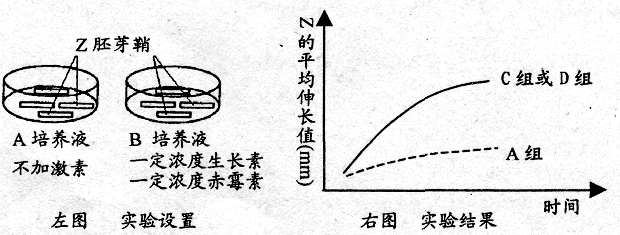 Z胚芽鞘
A培养液
不加激素
B 培养液
一定浓度生长素
一定浓度赤霉素
左图 实验设置
Z的平均伸长值(mm)
C组或D组
A组
时间
右图 实验结果